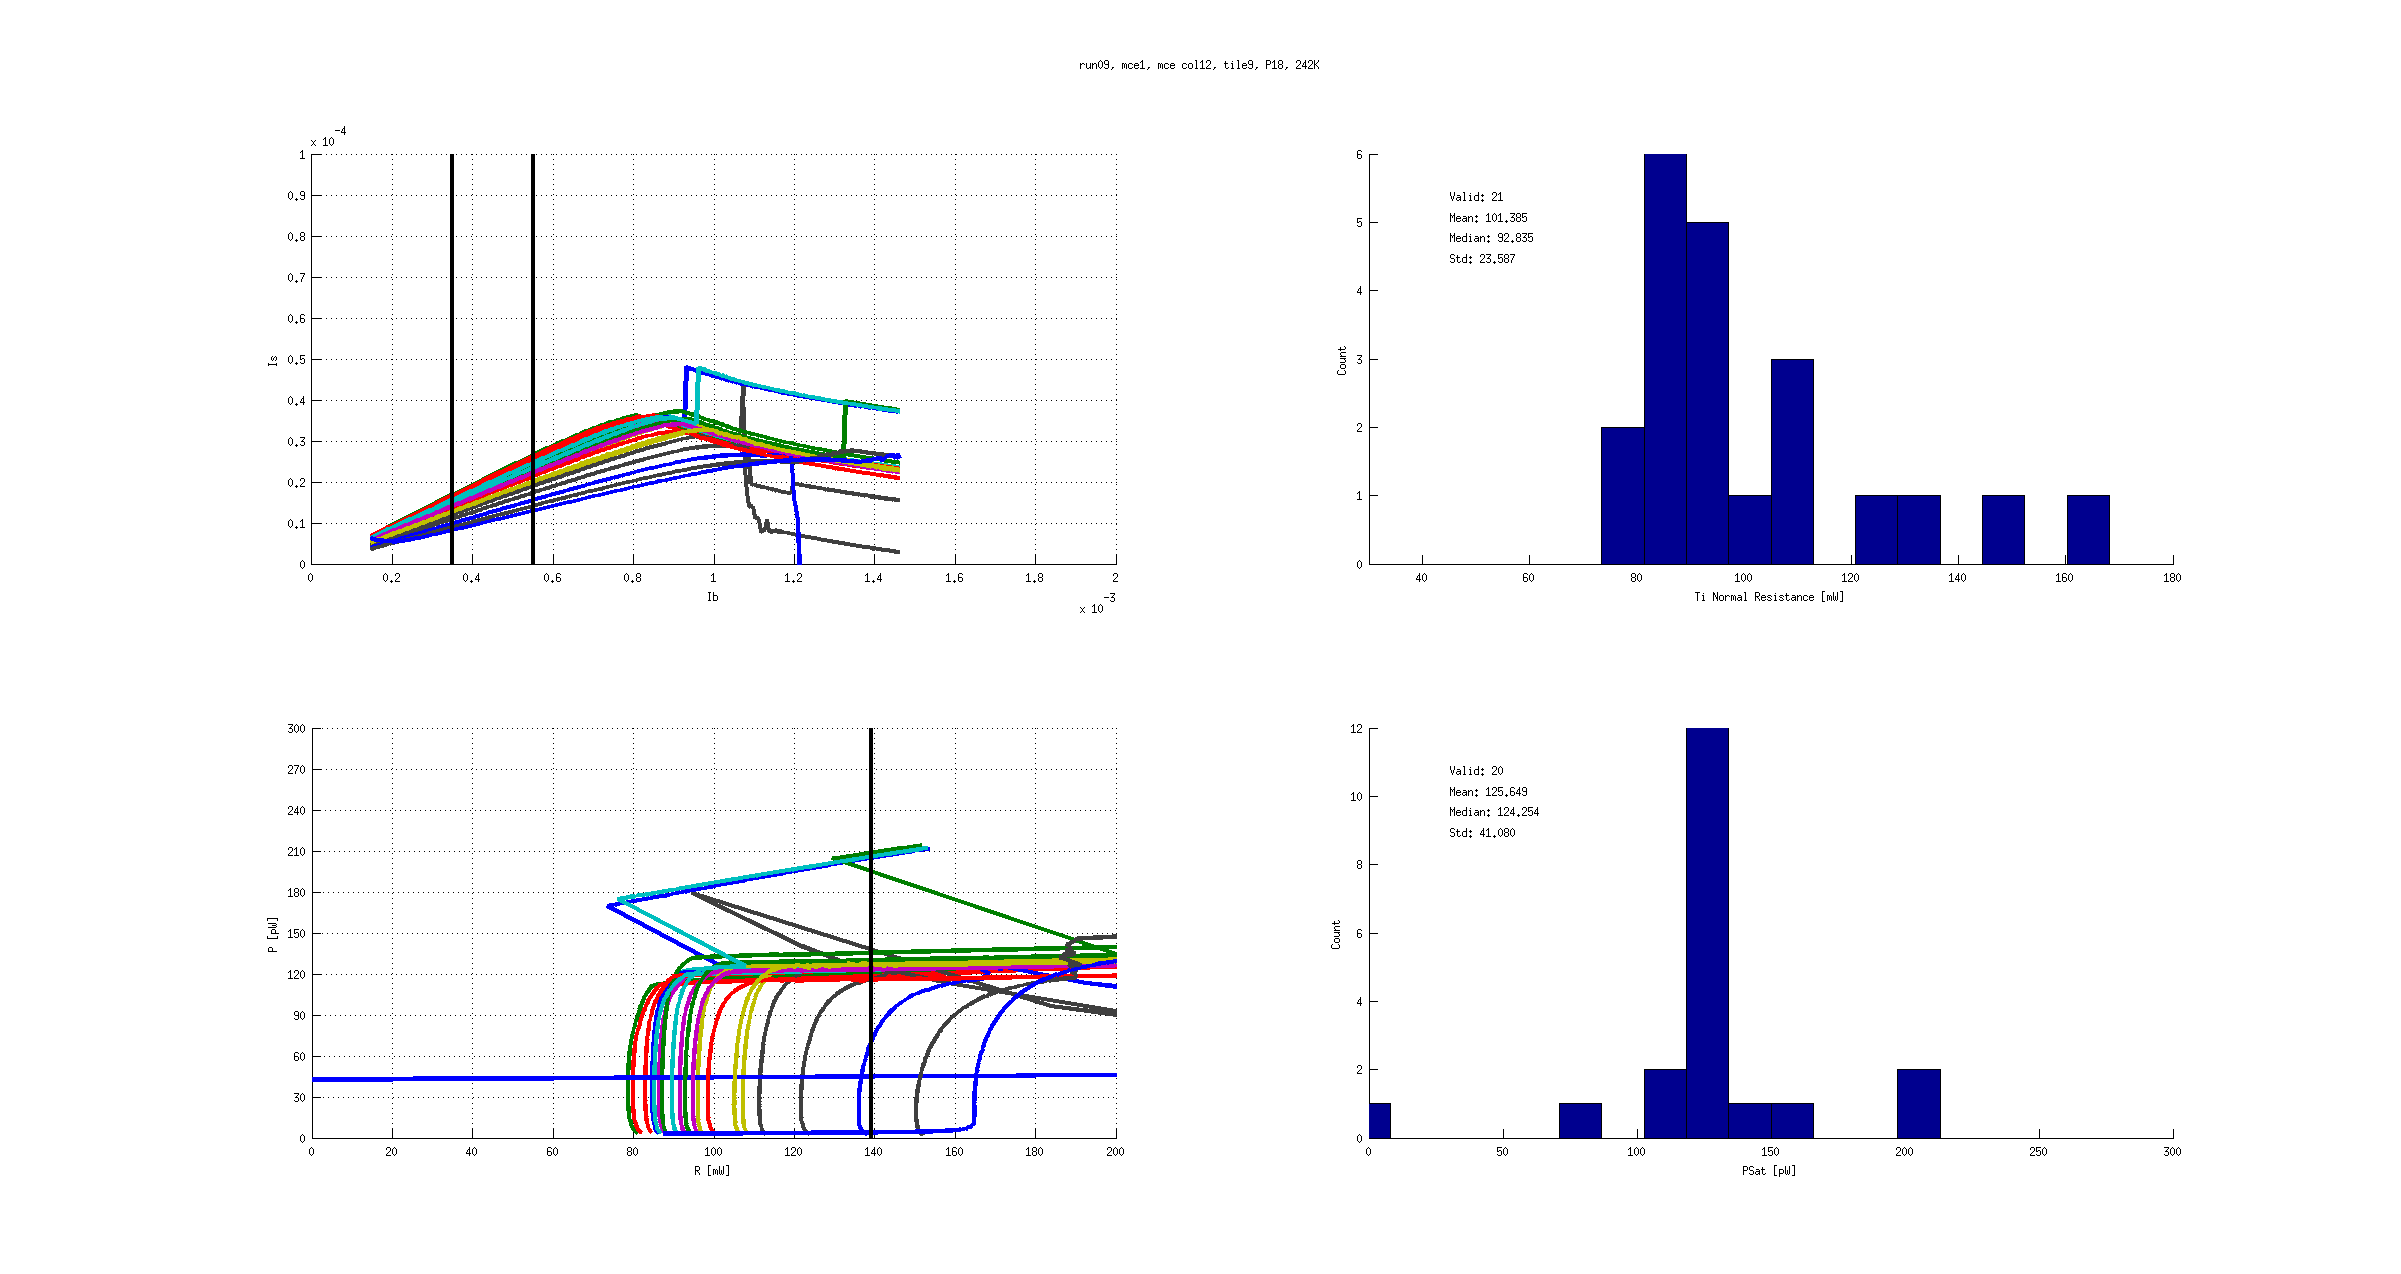 run09, mce1, mce col12, tile9, P18, 242K
x 10^-4
1
0.9
0.8
0.7
0.6
0.5
0.4
0.3
0.2
0.1
0
Is
0 0.2 0.4 0.6 0.8 1 1.2 1.4 1.6 1.8 2
Ib
x 10^-3
6
5
4
3
2
1
0
Count
Valid: 21
Mean: 101.385
Median: 92.835
Std: 23.587
40 60 80 100 120 140 160 180
Ti Normal Resistance [mW]
300
270
240
210
180
150
120
90
60
30
0
P [pW]
0 20 40 60 80 100 120 140 160 180 200
R [mW]
12
10
8
6
4
2
0
Count
Valid: 20
Mean: 125.649
Median: 124.254
Std: 41.080
0 50 100 150 200 250 300
PSat [pW]